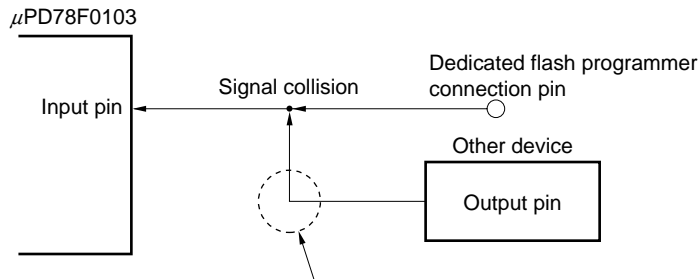 μPD78F0103
Dedicated flash programmer
connection pin
Signal collision
Input pin
Other device
Output pin